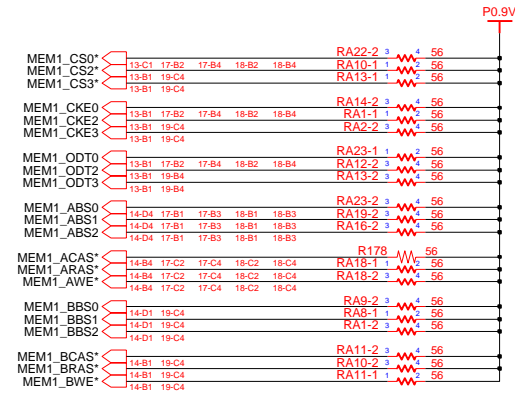 P0.9V
MEM1_CS0* 13-C1 17-B2 17-B4 18-B2 18-B4 RA22-2 3 4 56
MEM1_CS2* 13-B1 17-B2 17-B4 18-B2 18-B4 RA10-1 1 2 56
MEM1_CS3* 13-B1 19-C4 RA13-1 1 2 56
MEM1_CKE0 13-B1 17-B2 17-B4 18-B2 18-B4 RA14-2 3 4 56
MEM1_CKE2 13-B1 19-C4 RA1-1 1 2 56
MEM1_CKE3 13-B1 19-C4 RA2-2 3 4 56
MEM1_ODT0 13-B1 17-B2 17-B4 18-B2 18-B4 RA23-1 1 2 56
MEM1_ODT2 13-B1 19-B4 RA12-2 3 4 56
MEM1_ODT3 13-B1 19-B4 RA13-2 3 4 56
MEM1_ABS0 14-D4 17-B1 17-B3 18-B1 18-B3 RA23-2 3 4 56
MEM1_ABS1 14-D4 17-B1 17-B3 18-B1 18-B3 RA19-2 3 4 56
MEM1_ABS2 14-D4 17-B1 17-B3 18-B1 18-B3 RA16-2 3 4 56
MEM1_ACAS* 14-B4 17-C2 17-C4 18-C2 18-C4 R178 56
MEM1_ARAS* 14-B4 17-C2 17-C4 18-C2 18-C4 RA18-1 1 2 56
MEM1_AWE* 14-B4 17-C2 17-C4 18-C2 18-C4 RA18-2 3 4 56
MEM1_BBS0 14-D1 19-C4 RA9-2 3 4 56
MEM1_BBS1 14-D1 19-C4 RA8-1 1 2 56
MEM1_BBS2 14-D1 19-C4 RA1-2 3 4 56
MEM1_BCAS* 14-B1 19-C4 RA11-2 3 4 56
MEM1_BRAS* 14-B1 19-C4 RA10-2 3 4 56
MEM1_BWE* 14-B1 19-C4 RA11-1 1 2 56